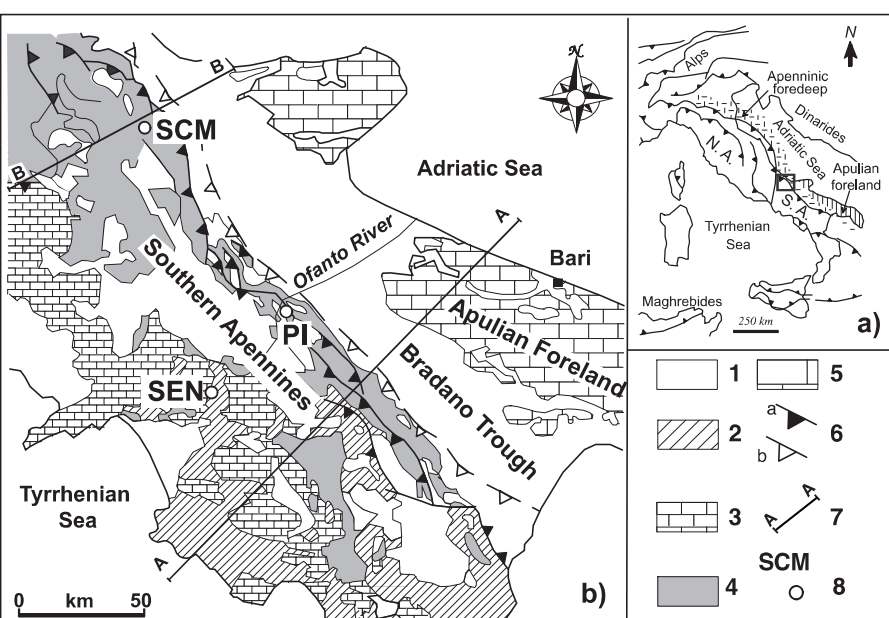 B
B
SCM
N
Adriatic Sea
A
Ofanto River
Bari
Southern Apennines
PI
Apulian Foreland
Bradano Trough
SEN
Tyrrhenian
Sea
A
0 km 50
b)
N
Alps
Apenninic
foredeep
Dinarides
Adriatic Sea
N.A.
Apulian
foreland
S.A.
Tyrrhenian
Sea
Maghrebides
250 km
a)
1
5
2
a
b
6
3
A
A
7
4
SCM
8